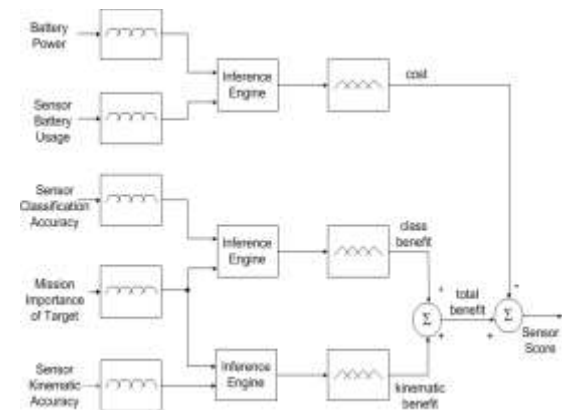 Battery
Power
Inference
Engine
cost
Sensor
Battery
Usage
Sensor
Classification
Accuracy
class
benefit
Inference
Engine
Mission
Importance
of Target
+
-
total
benefit
Σ
Σ
+
+
Sensor
Score
Sensor
Kinematic
Accuracy
Inference
Engine
kinematic
benefit